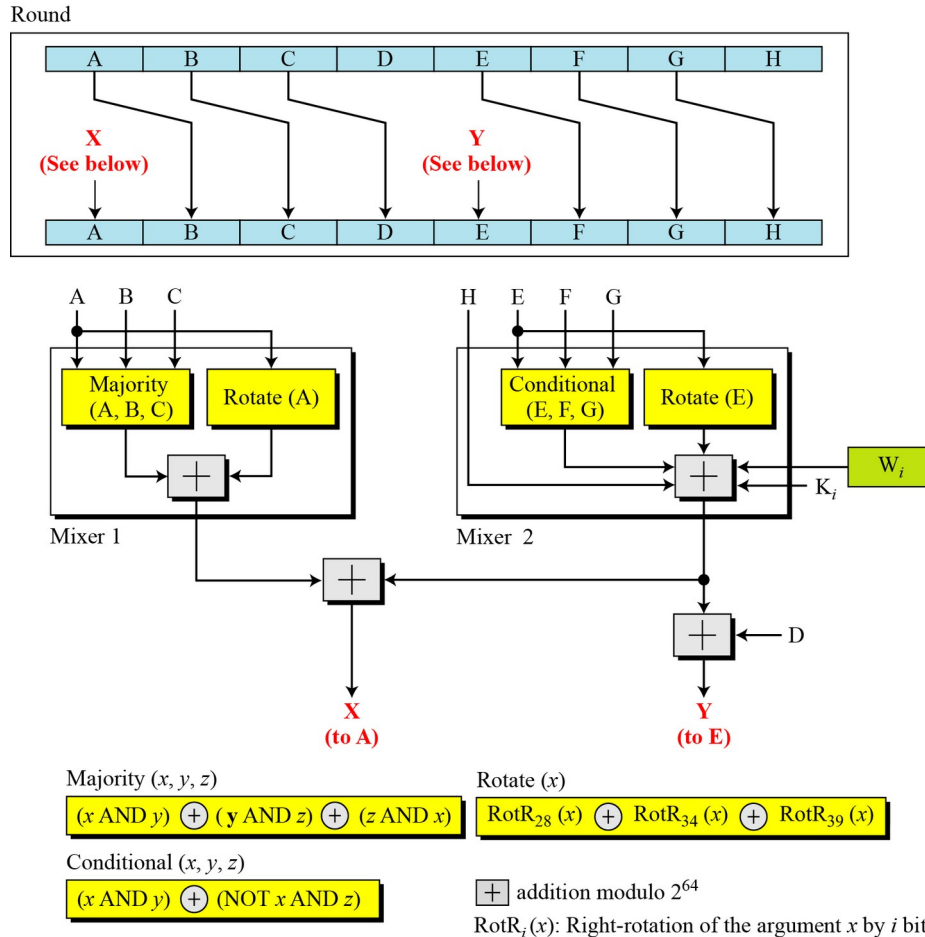 Round
A B C D E F G H
X
(See below)
Y
(See below)
A B C D E F G H
A B C
H E F G
Majority
(A, B, C)
Rotate (A)
Conditional
(E, F, G)
Rotate (E)
+
+
W_i
K_i
Mixer 1
Mixer 2
+
+
D
X
(to A)
Y
(to E)
Majority (x, y, z)
(x AND y) ⊕ (y AND z) ⊕ (z AND x)
Rotate (x)
RotR₂₈ (x) ⊕ RotR₃₄ (x) ⊕ RotR₃₉ (x)
Conditional (x, y, z)
(x AND y) ⊕ (NOT x AND z)
+ addition modulo 2⁶⁴
RotR_i (x): Right-rotation of the argument x by i bit